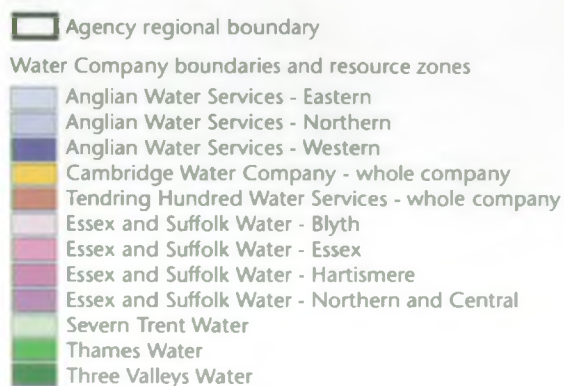 Agency regional boundary
Water Company boundaries and resource zones
Anglian Water Services - Eastern
Anglian Water Services - Northern
Anglian Water Services - Western
Cambridge Water Company - whole company
Tendring Hundred Water Services - whole company
Essex and Suffolk Water - Blyth
Essex and Suffolk Water - Essex
Essex and Suffolk Water - Hartismere
Essex and Suffolk Water - Northern and Central
Severn Trent Water
Thames Water
Three Valleys Water